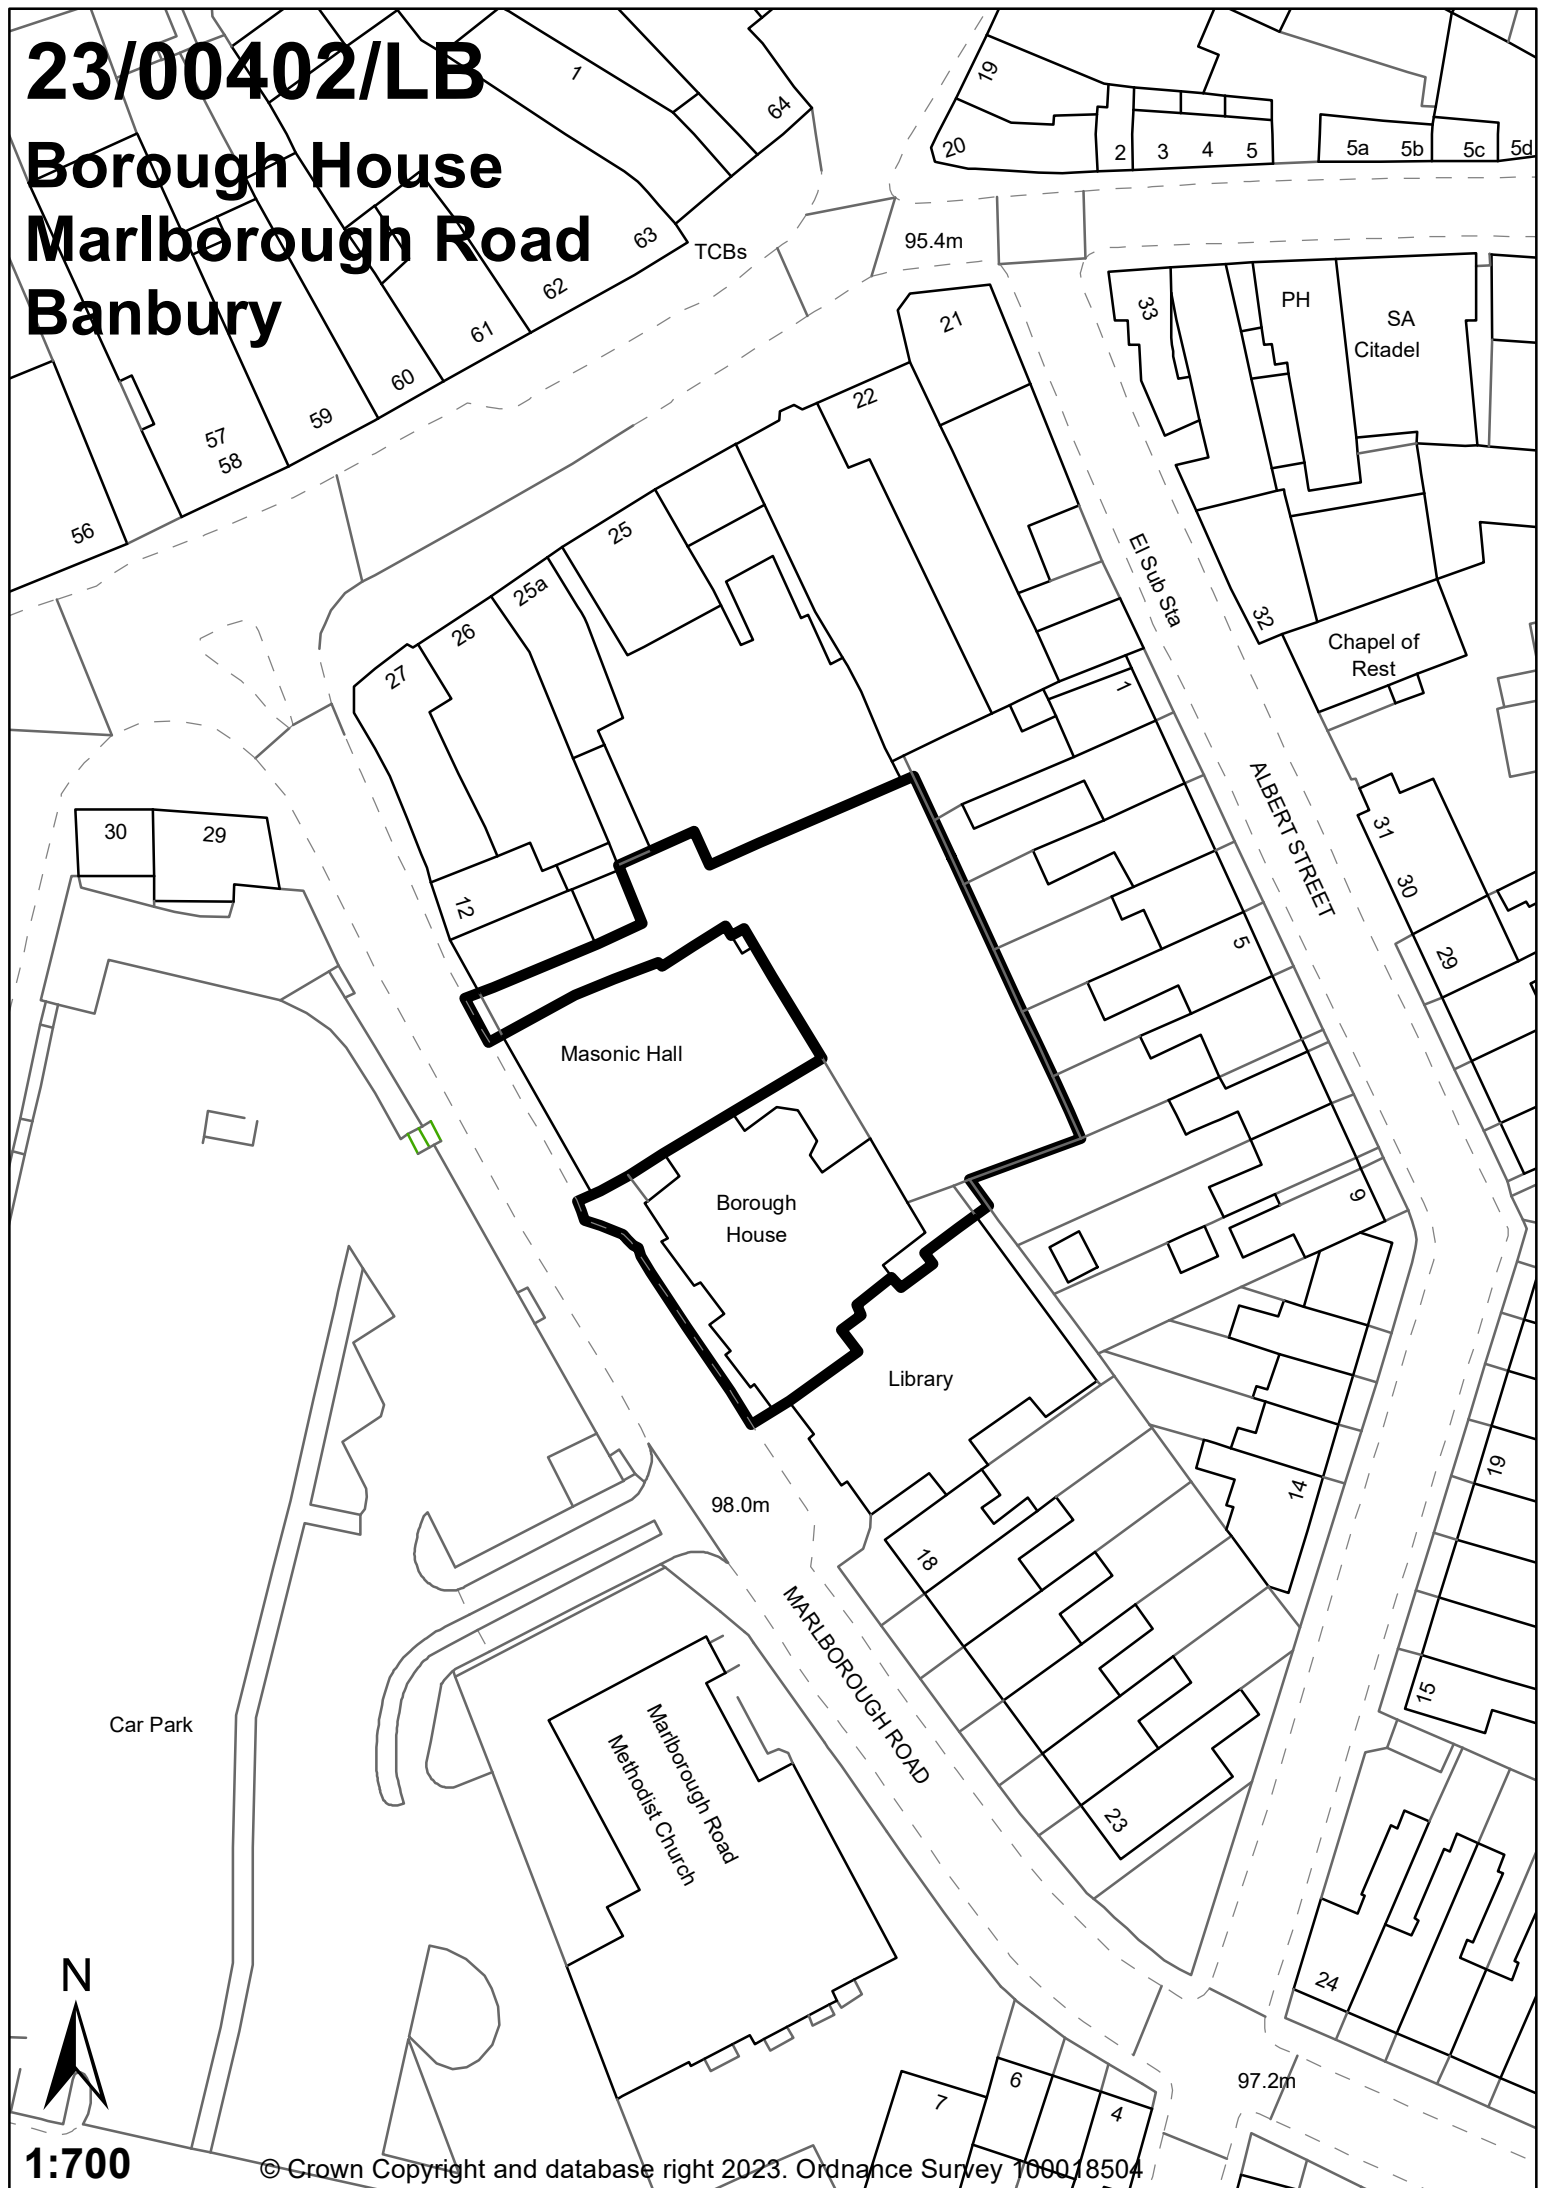 23/00402/LB
Borough House
Marlborough Road
Banbury
1
64
63
62
61
60
59
57
58
56
TCBs
19
20
2
3
4
5
5a
5b
5c
5d
95.4m
21
22
33
PH
SA
Citadel
25
25a
26
27
El Sub Sta
32
Chapel of
Rest
1
30
29
12
ALBERT STREET
31
30
29
5
Masonic Hall
Borough
House
9
Library
14
19
98.0m
18
MARLBOROUGH ROAD
15
Car Park
Marlborough Road
Methodist Church
23
24
N
97.2m
7
6
4
1:700
© Crown Copyright and database right 2023. Ordnance Survey 100018504